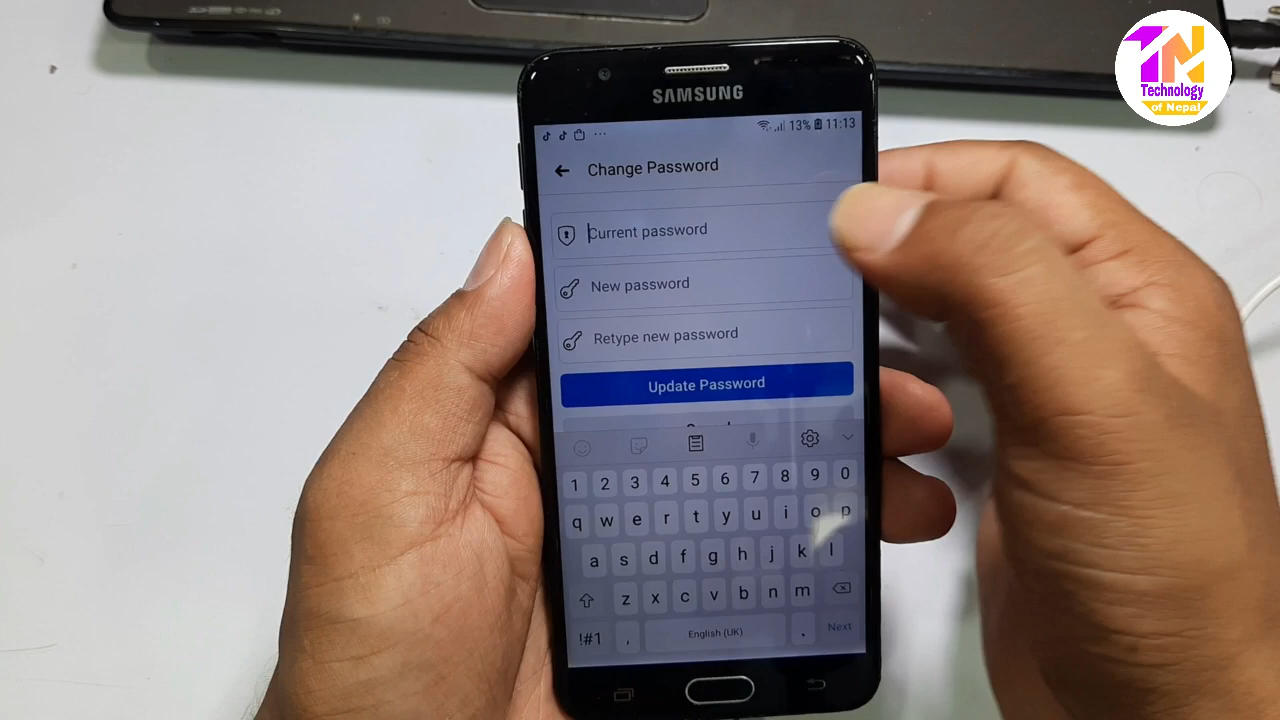 TN
Technology
of Nepal
SAMSUNG
13% 11:13
Change Password
Current password
New password
Retype new password
Update Password
1 2 3 4 5 6 7 8 9 0
q w e r t y u i o p
a s d f g h j k l
z x c v b n m
!#1 , English (UK) . Next